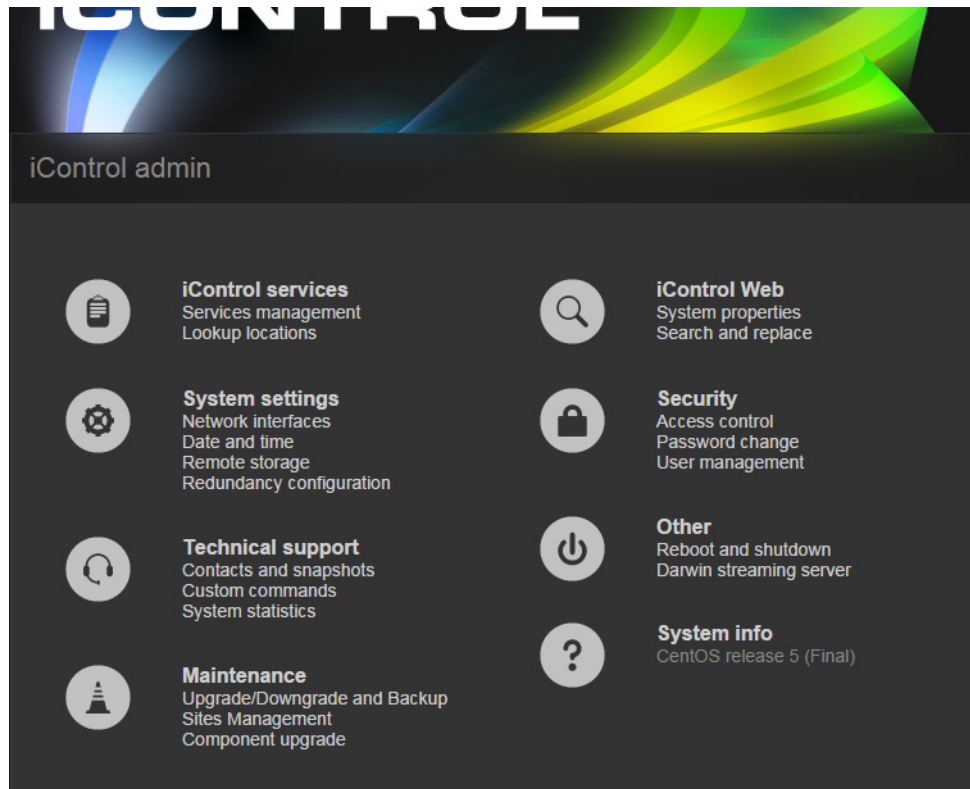 iCONTROL
iControl admin
iControl services
Services management
Lookup locations
System settings
Network interfaces
Date and time
Remote storage
Redundancy configuration
Technical support
Contacts and snapshots
Custom commands
System statistics
Maintenance
Upgrade/Downgrade and Backup
Sites Management
Component upgrade
iControl Web
System properties
Search and replace
Security
Access control
Password change
User management
Other
Reboot and shutdown
Darwin streaming server
System info
CentOS release 5 (Final)